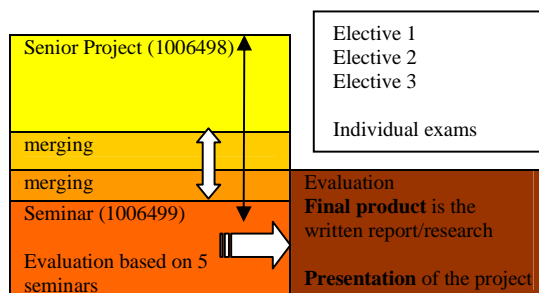 Senior Project (1006498)
merging
merging
Seminar (1006499)
Evaluation based on 5
seminars
Elective 1
Elective 2
Elective 3
Individual exams
Evaluation
Final product is the
written report/research
Presentation of the project